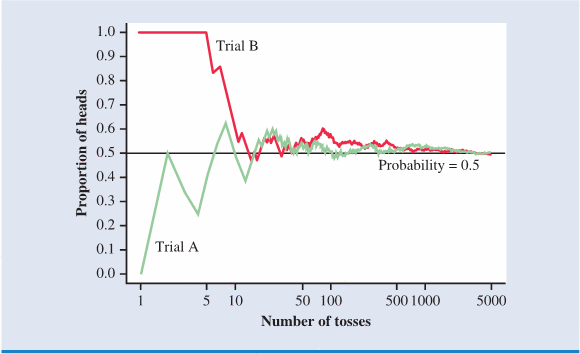 Proportion of heads
1.0
0.9
0.8
0.7
0.6
0.5
0.4
0.3
0.2
0.1
0.0
Trial B
Probability = 0.5
Trial A
1 5 10 50 100 500 1000 5000
Number of tosses